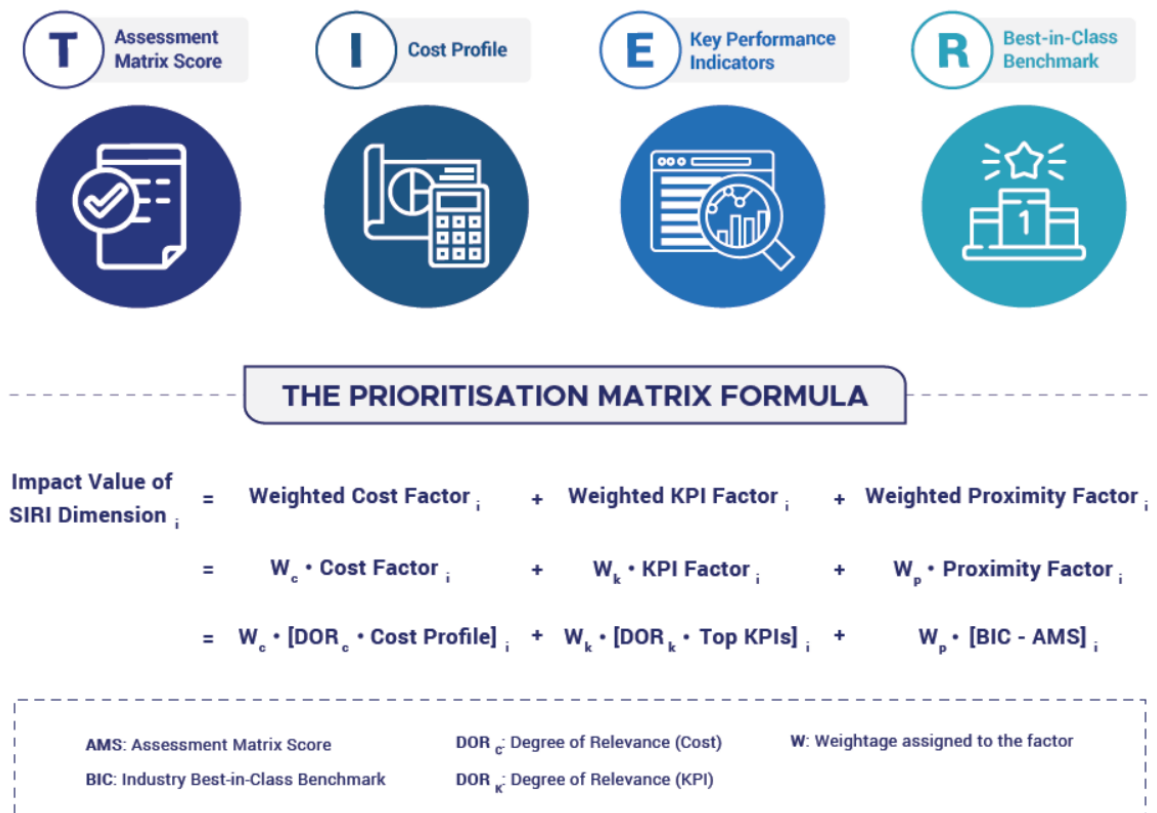 T
Assessment
Matrix Score
I
Cost Profile
E
Key Performance
Indicators
R
Best-in-Class
Benchmark
1
THE PRIORITISATION MATRIX FORMULA
Impact Value of
SIRI Dimension i
= Weighted Cost Factor i + Weighted KPI Factor i + Weighted Proximity Factor i
= Wc • Cost Factor i + Wk • KPI Factor i + Wp • Proximity Factor i
= Wc • [DORc • Cost Profile] i + Wk • [DORk • Top KPIs] i + Wp • [BIC - AMS] i
AMS: Assessment Matrix Score
DOR C: Degree of Relevance (Cost)
W: Weightage assigned to the factor
BIC: Industry Best-in-Class Benchmark
DOR K: Degree of Relevance (KPI)